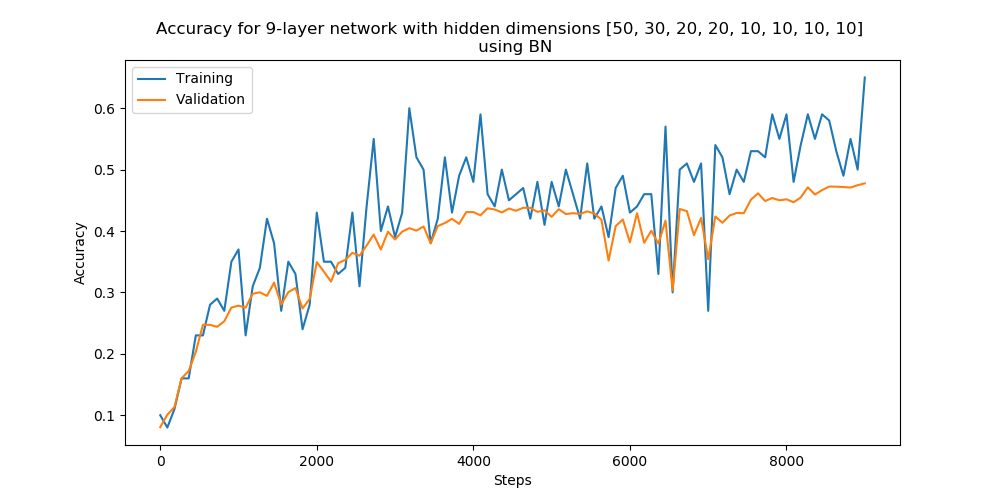 Accuracy for 9-layer network with hidden dimensions [50, 30, 20, 20, 10, 10, 10, 10]
using BN
Training
Validation
Accuracy
0.6
0.5
0.4
0.3
0.2
0.1
0
2000
4000
6000
8000
Steps